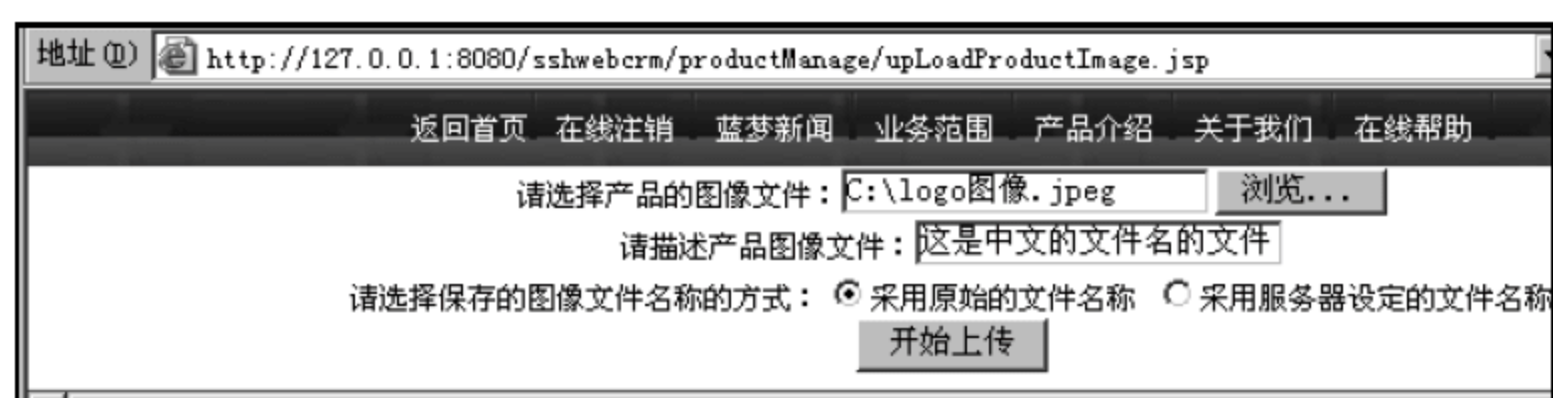 地址(D) http://127.0.0.1:8080/sshwebcrm/productManage/upLoadProductImage.jsp
返回首页 在线注销 蓝梦新闻 业务范围 产品介绍 关于我们 在线帮助
请选择产品的图像文件：C:\logo图像.jpeg 浏览...
请描述产品图像文件：这是中文的文件名的文件
请选择保存的图像文件名称的方式： 采用原始的文件名称 采用服务器设定的文件名称
开始上传